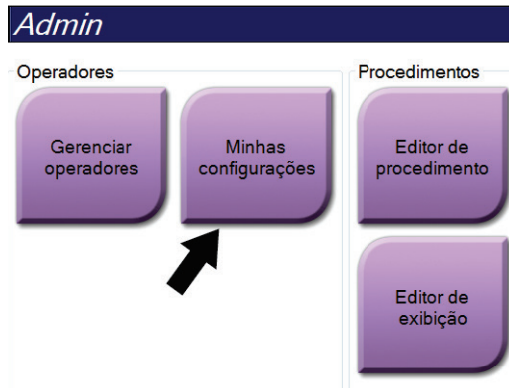 Admin
Operadores
Gerenciar
operadores
Minhas
configurações
Procedimentos
Editor de
procedimento
Editor de
exibição